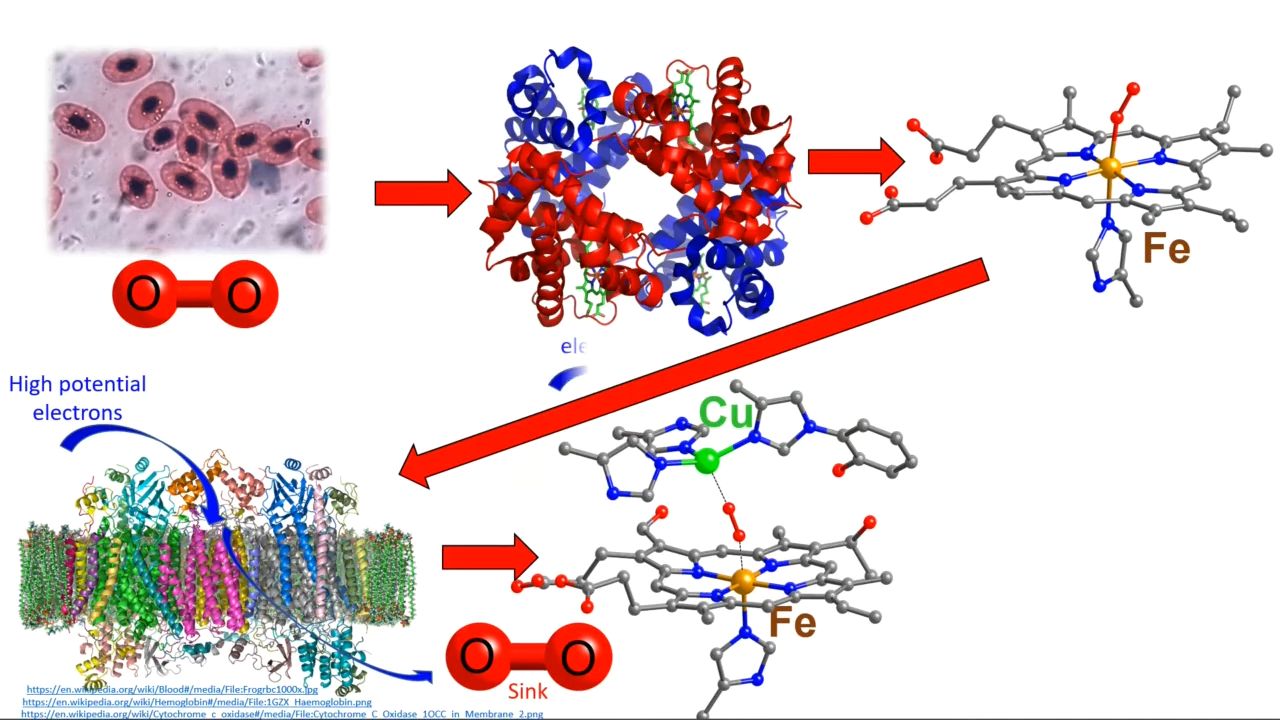 O O
Fe
ele
High potential
electrons
Cu
Fe
O O
Sink
https://en.wikipedia.org/wiki/Blood#/media/File:Frogrbc1000x.jpg
https://en.wikipedia.org/wiki/Hemoglobin#/media/File:1GZX_Haemoglobin.png
https://en.wikipedia.org/wiki/Cytochrome_c_oxidase#/media/File:Cytochrome_C_Oxidase_1OCC_in_Membrane_2.png